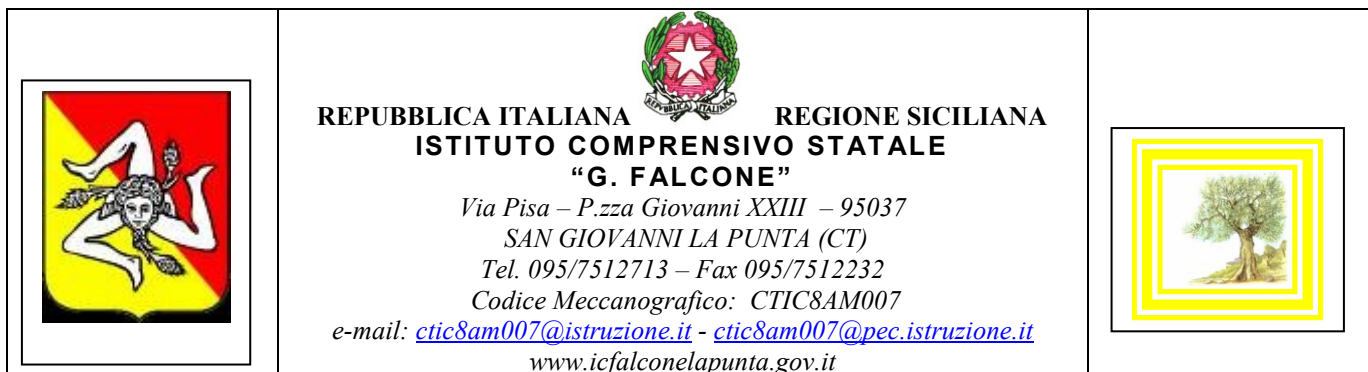 REPUBBLICA ITALIANA
REGIONE SICILIANA
ISTITUTO COMPRENSIVO STATALE
“G. FALCONE”
Via Pisa – P.zza Giovanni XXIII – 95037
SAN GIOVANNI LA PUNTA (CT)
Tel. 095/7512713 – Fax 095/7512232
Codice Meccanografico: CTIC8AM007
e-mail: ctic8am007@istruzione.it - ctic8am007@pec.istruzione.it
www.icfalconelapunta.gov.it